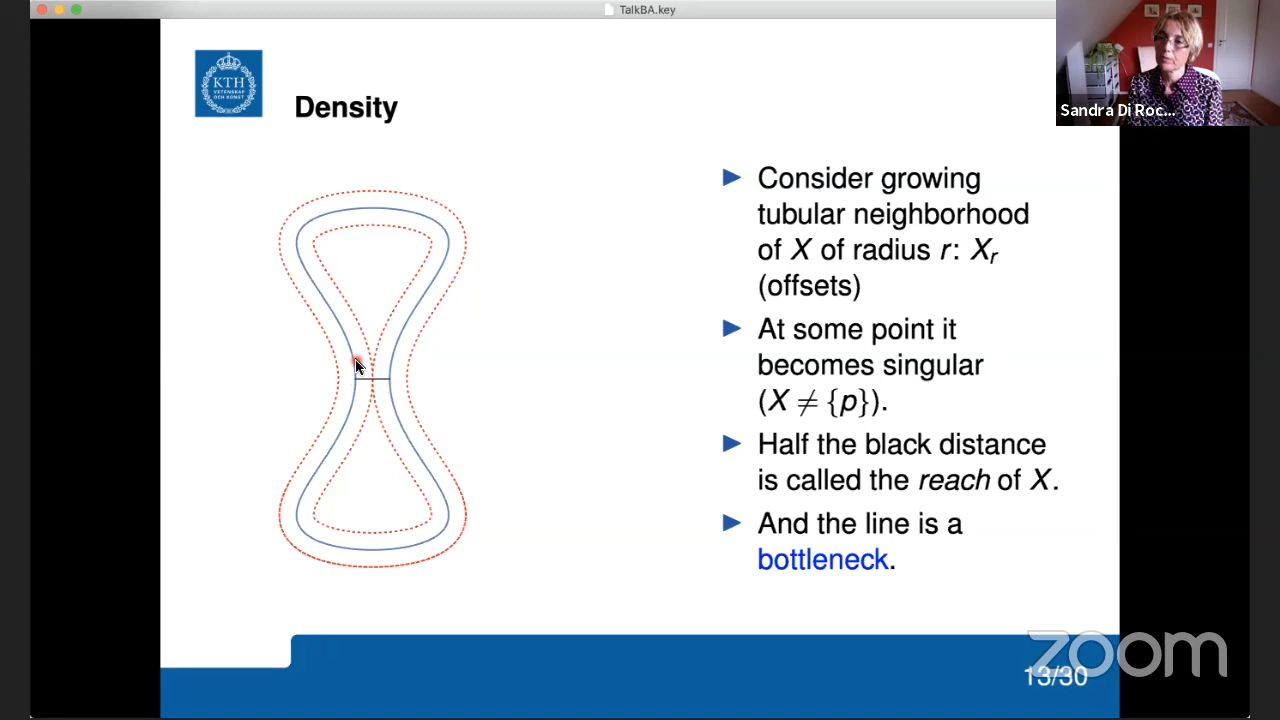 TalkBA.key
KTH
VETENSKAP
OCH KONST
Density
Sandra Di Roc...
▶ Consider growing
tubular neighborhood
of X of radius r: Xᵣ
(offsets)
▶ At some point it
becomes singular
(X ≠ {p}).
▶ Half the black distance
is called the reach of X.
▶ And the line is a
bottleneck.
zoom
13/30